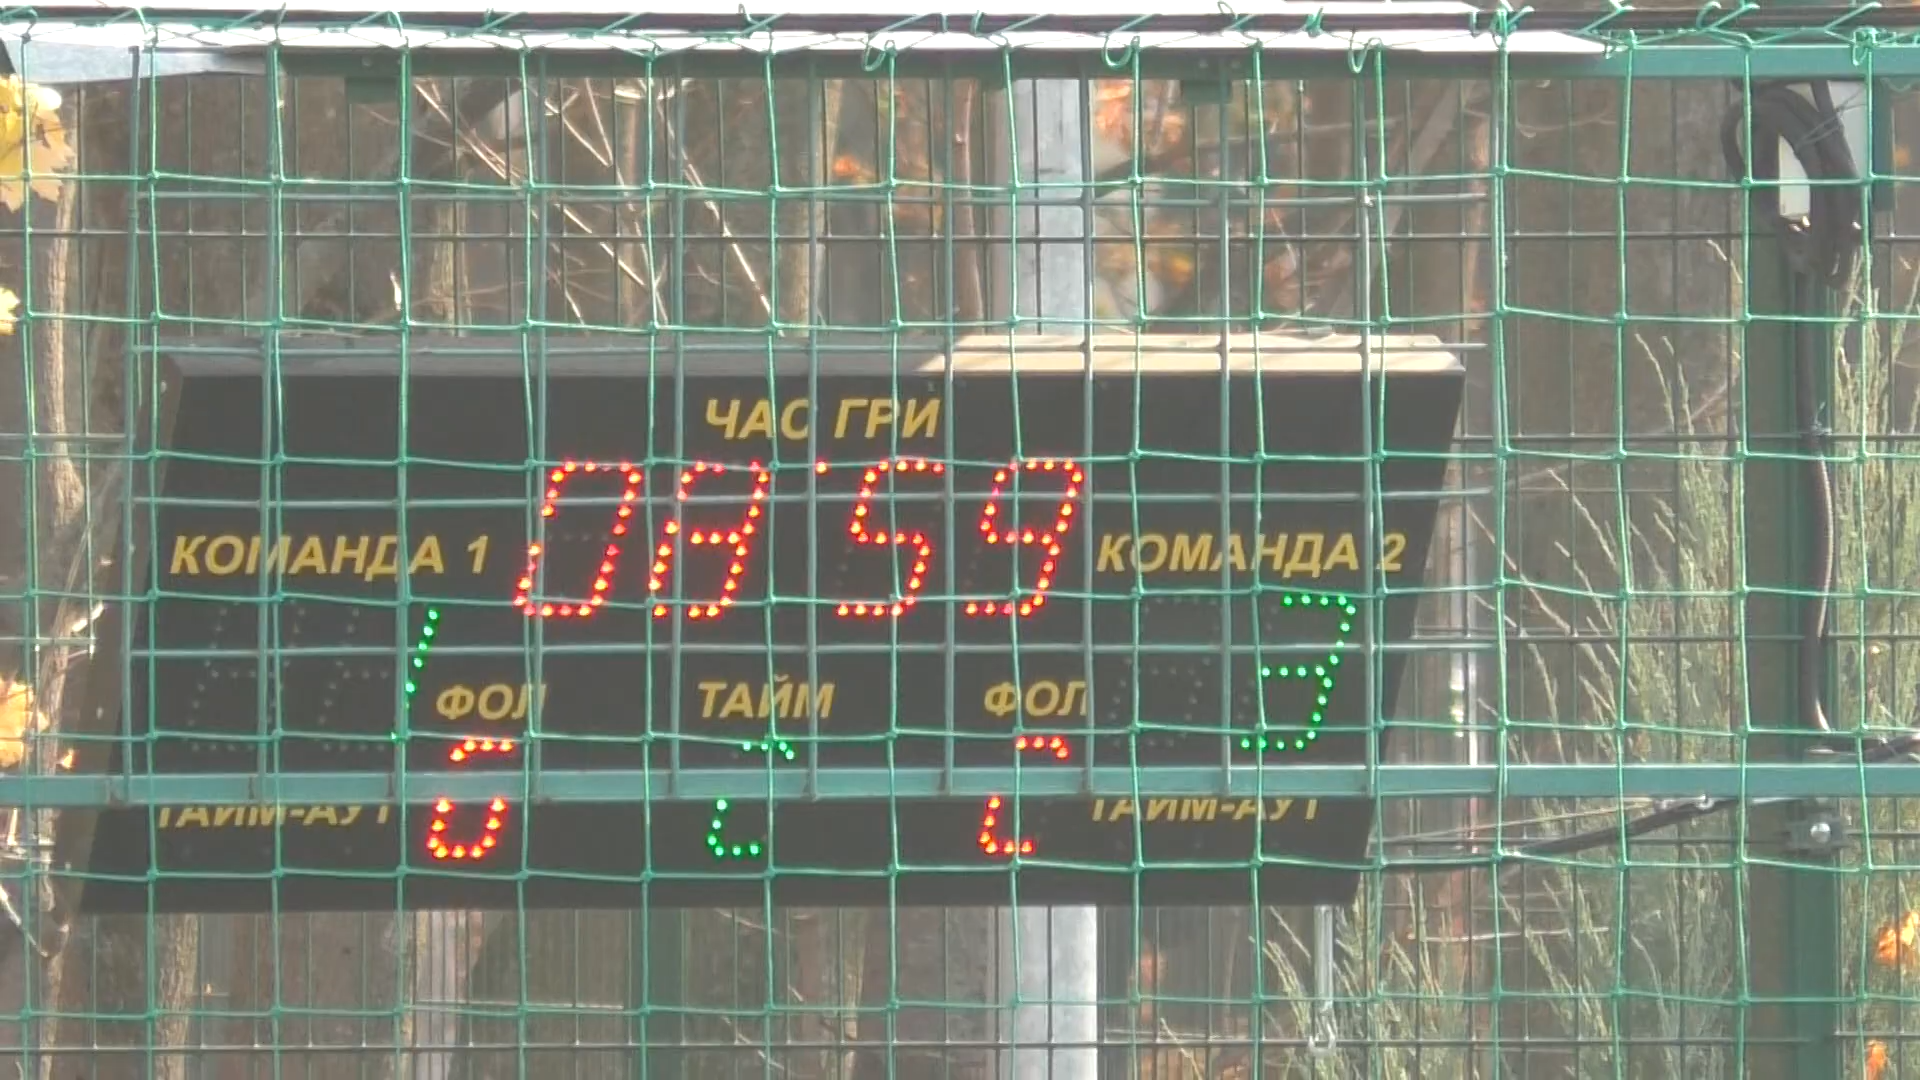 ЧАС ГРИ
08:59
КОМАНДА 1 КОМАНДА 2
1 3
ФОЛ ТАЙМ ФОЛ
0 2 2
ТАЙМ-АУТ ТАЙМ-АУТ